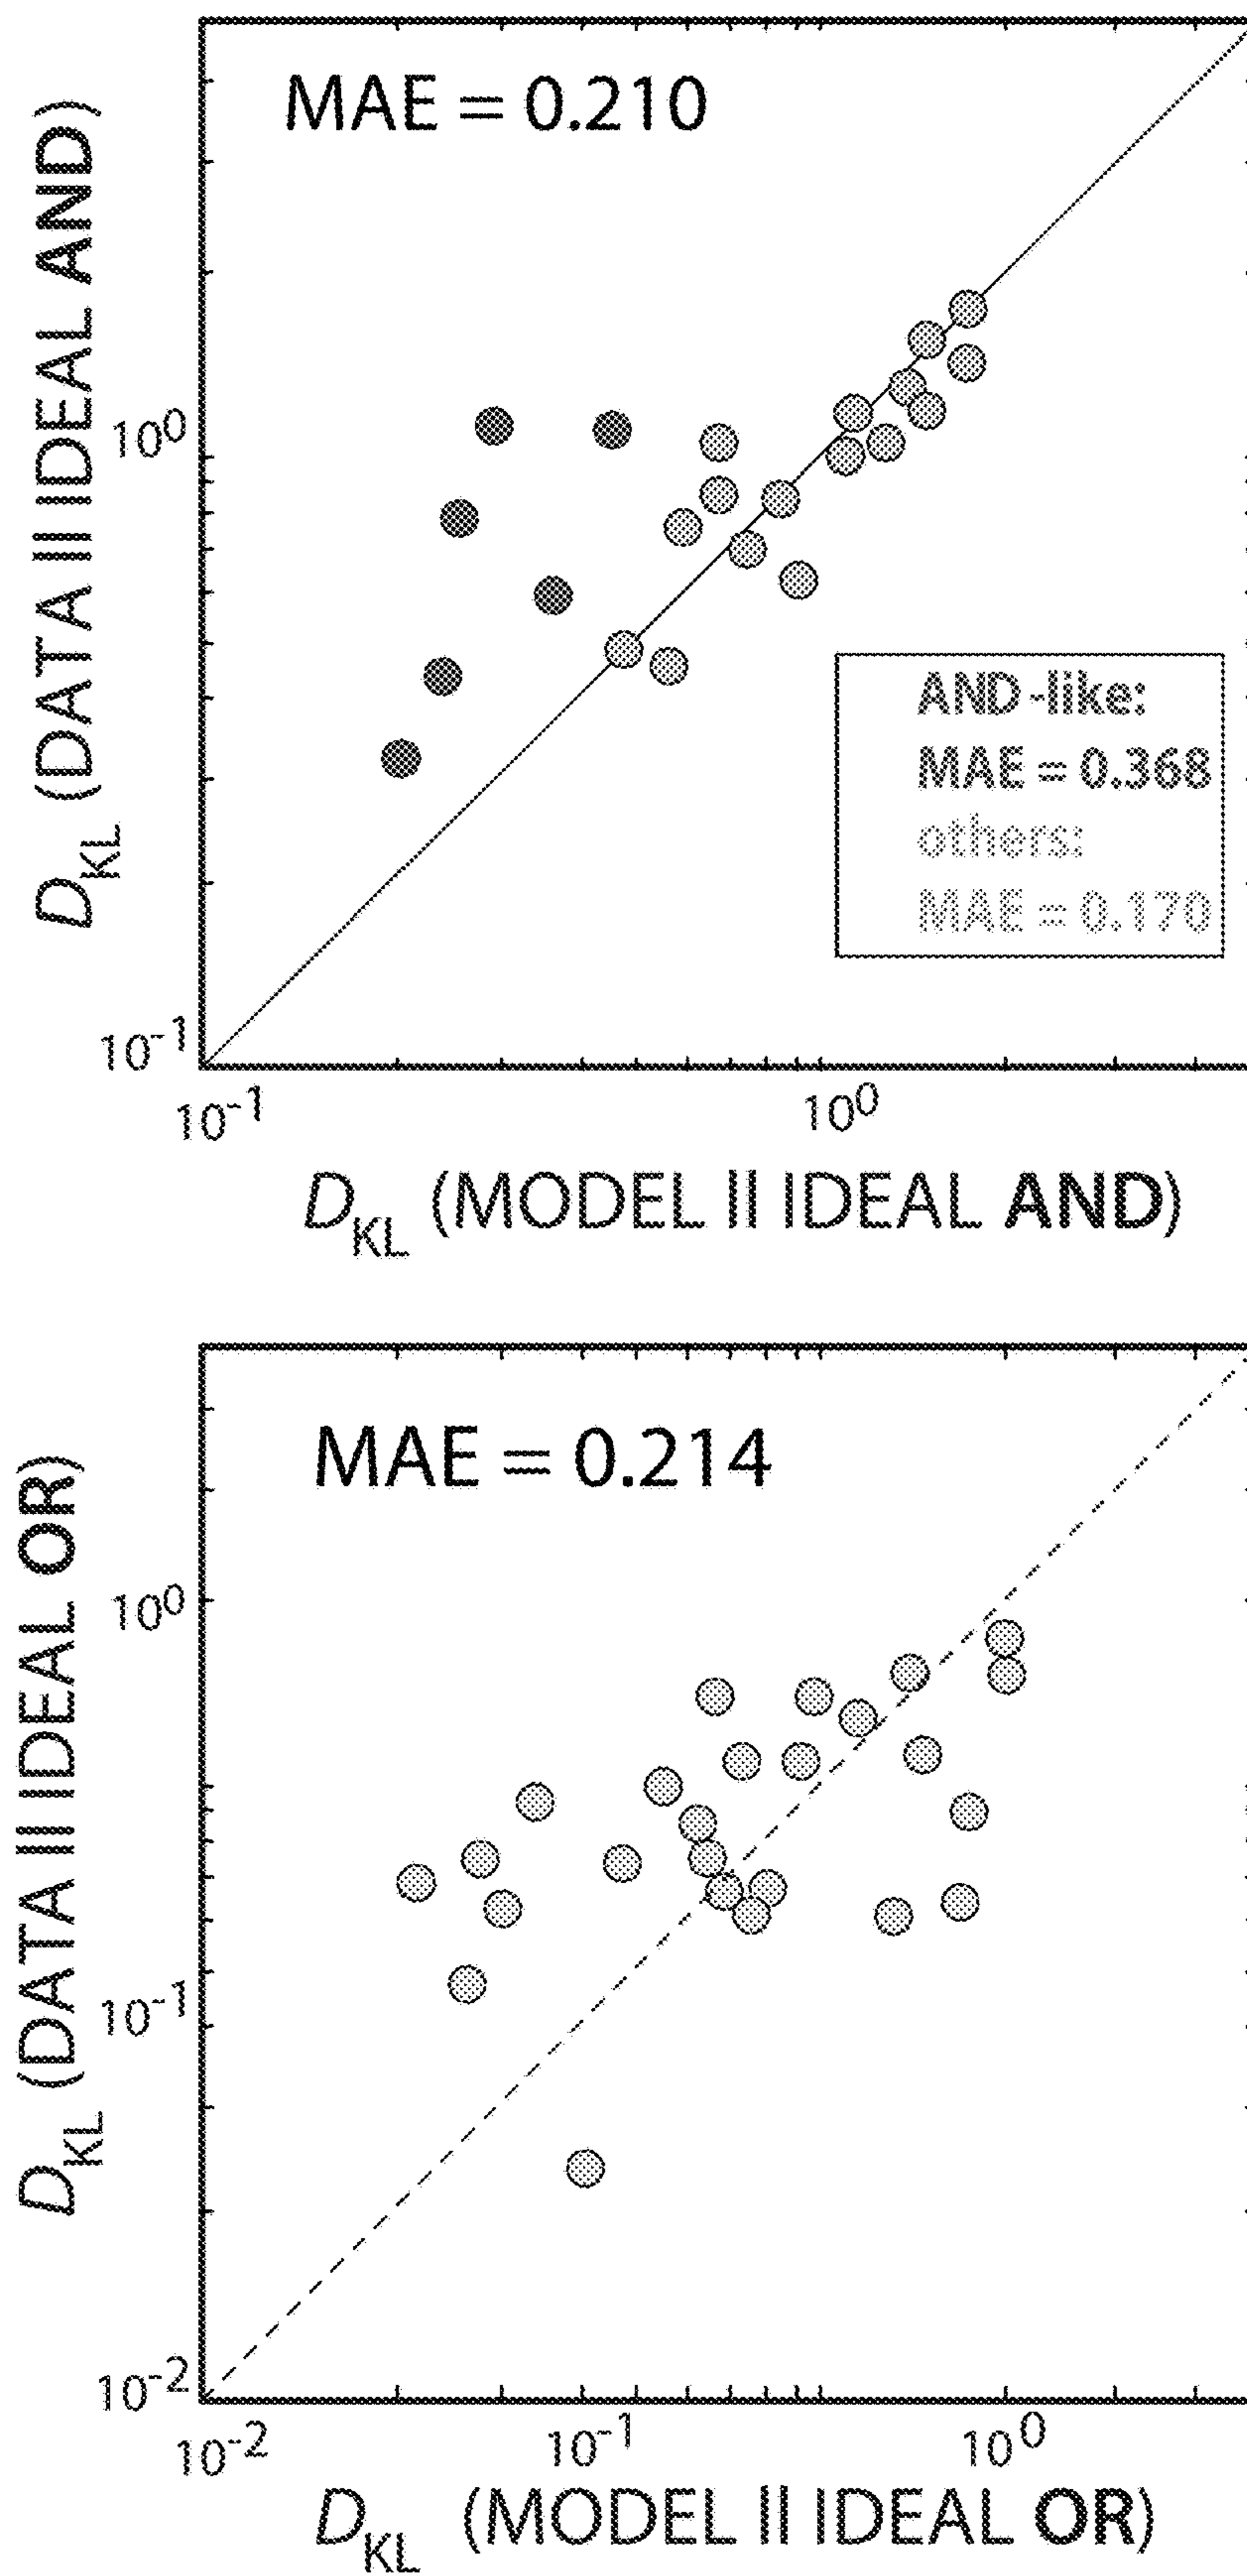 MAE = 0.210
D_KL (DATA || IDEAL AND)
10^0
10^-1
10^-1
10^0
D_KL (MODEL || IDEAL AND)
AND-like:
MAE = 0.368
others:
MAE = 0.170
MAE = 0.214
D_KL (DATA || IDEAL OR)
10^0
10^-1
10^-2
10^-2
10^-1
10^0
D_KL (MODEL || IDEAL OR)